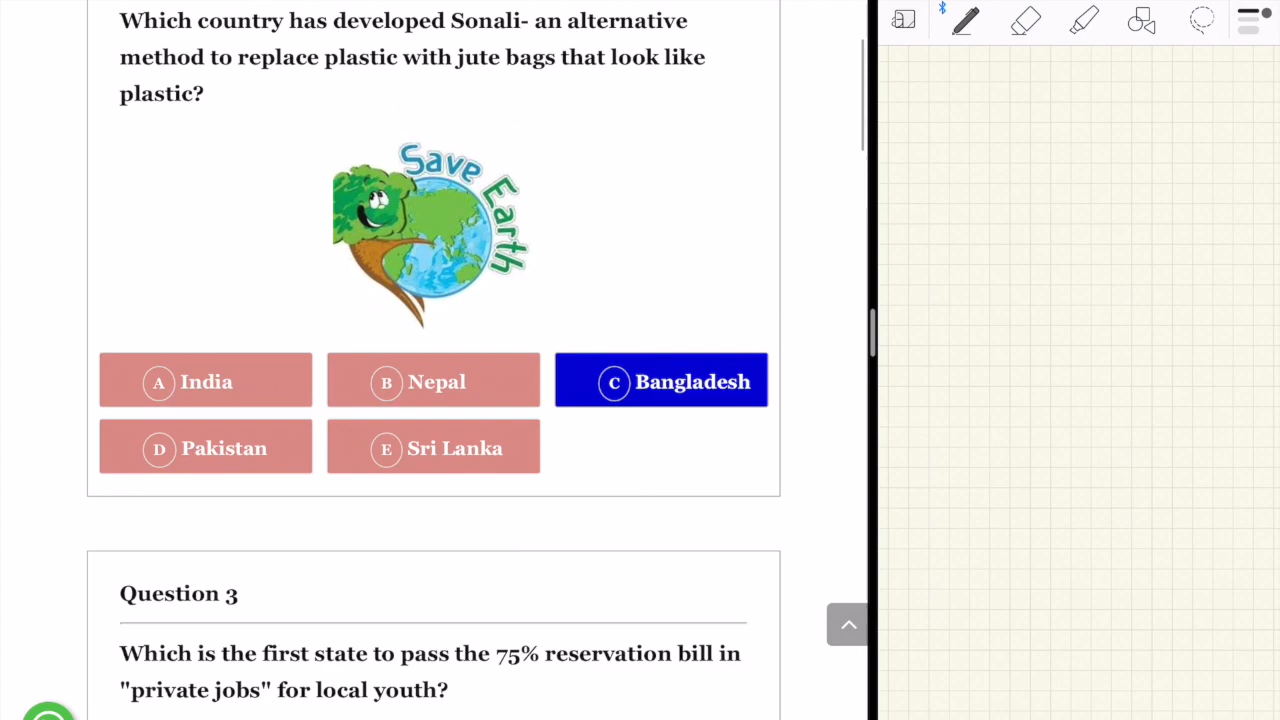 Which country has developed Sonali- an alternative
method to replace plastic with jute bags that look like
plastic?
Save Earth
A India
B Nepal
C Bangladesh
D Pakistan
E Sri Lanka
Question 3
Which is the first state to pass the 75% reservation bill in
"private jobs" for local youth?